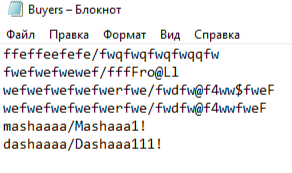 Buyers – Блокнот
Файл Правка Формат Вид Справка
ffeffeefefe/fwqfwqfwqfwqqfw
fwefwefwewef/fffFro@Ll
wefwefwefwefwerfwe/fwdfw@f4ww$fweF
wefwefwefwefwerfwe/fwdfw@f4wwfweF
mashaaaa/Mashaaa1!
dashaaaa/Dashaaa111!